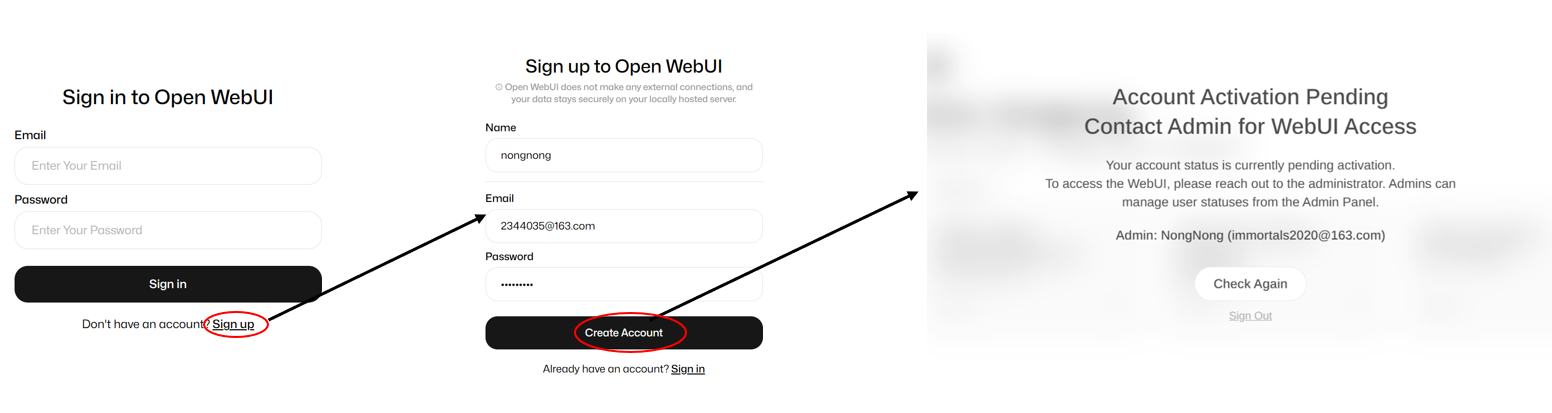 Sign in to Open WebUI
Email
Enter Your Email
Password
Enter Your Password
Sign in
Don't have an account? Sign up
Sign up to Open WebUI
ⓘ Open WebUI does not make any external connections, and
your data stays securely on your locally hosted server.
Name
nongnong
Email
2344035@163.com
Password
•••••••••
Create Account
Already have an account? Sign in
Account Activation Pending
Contact Admin for WebUI Access
Your account status is currently pending activation.
To access the WebUI, please reach out to the administrator. Admins can
manage user statuses from the Admin Panel.
Admin: NongNong (immortals2020@163.com)
Check Again
Sign Out